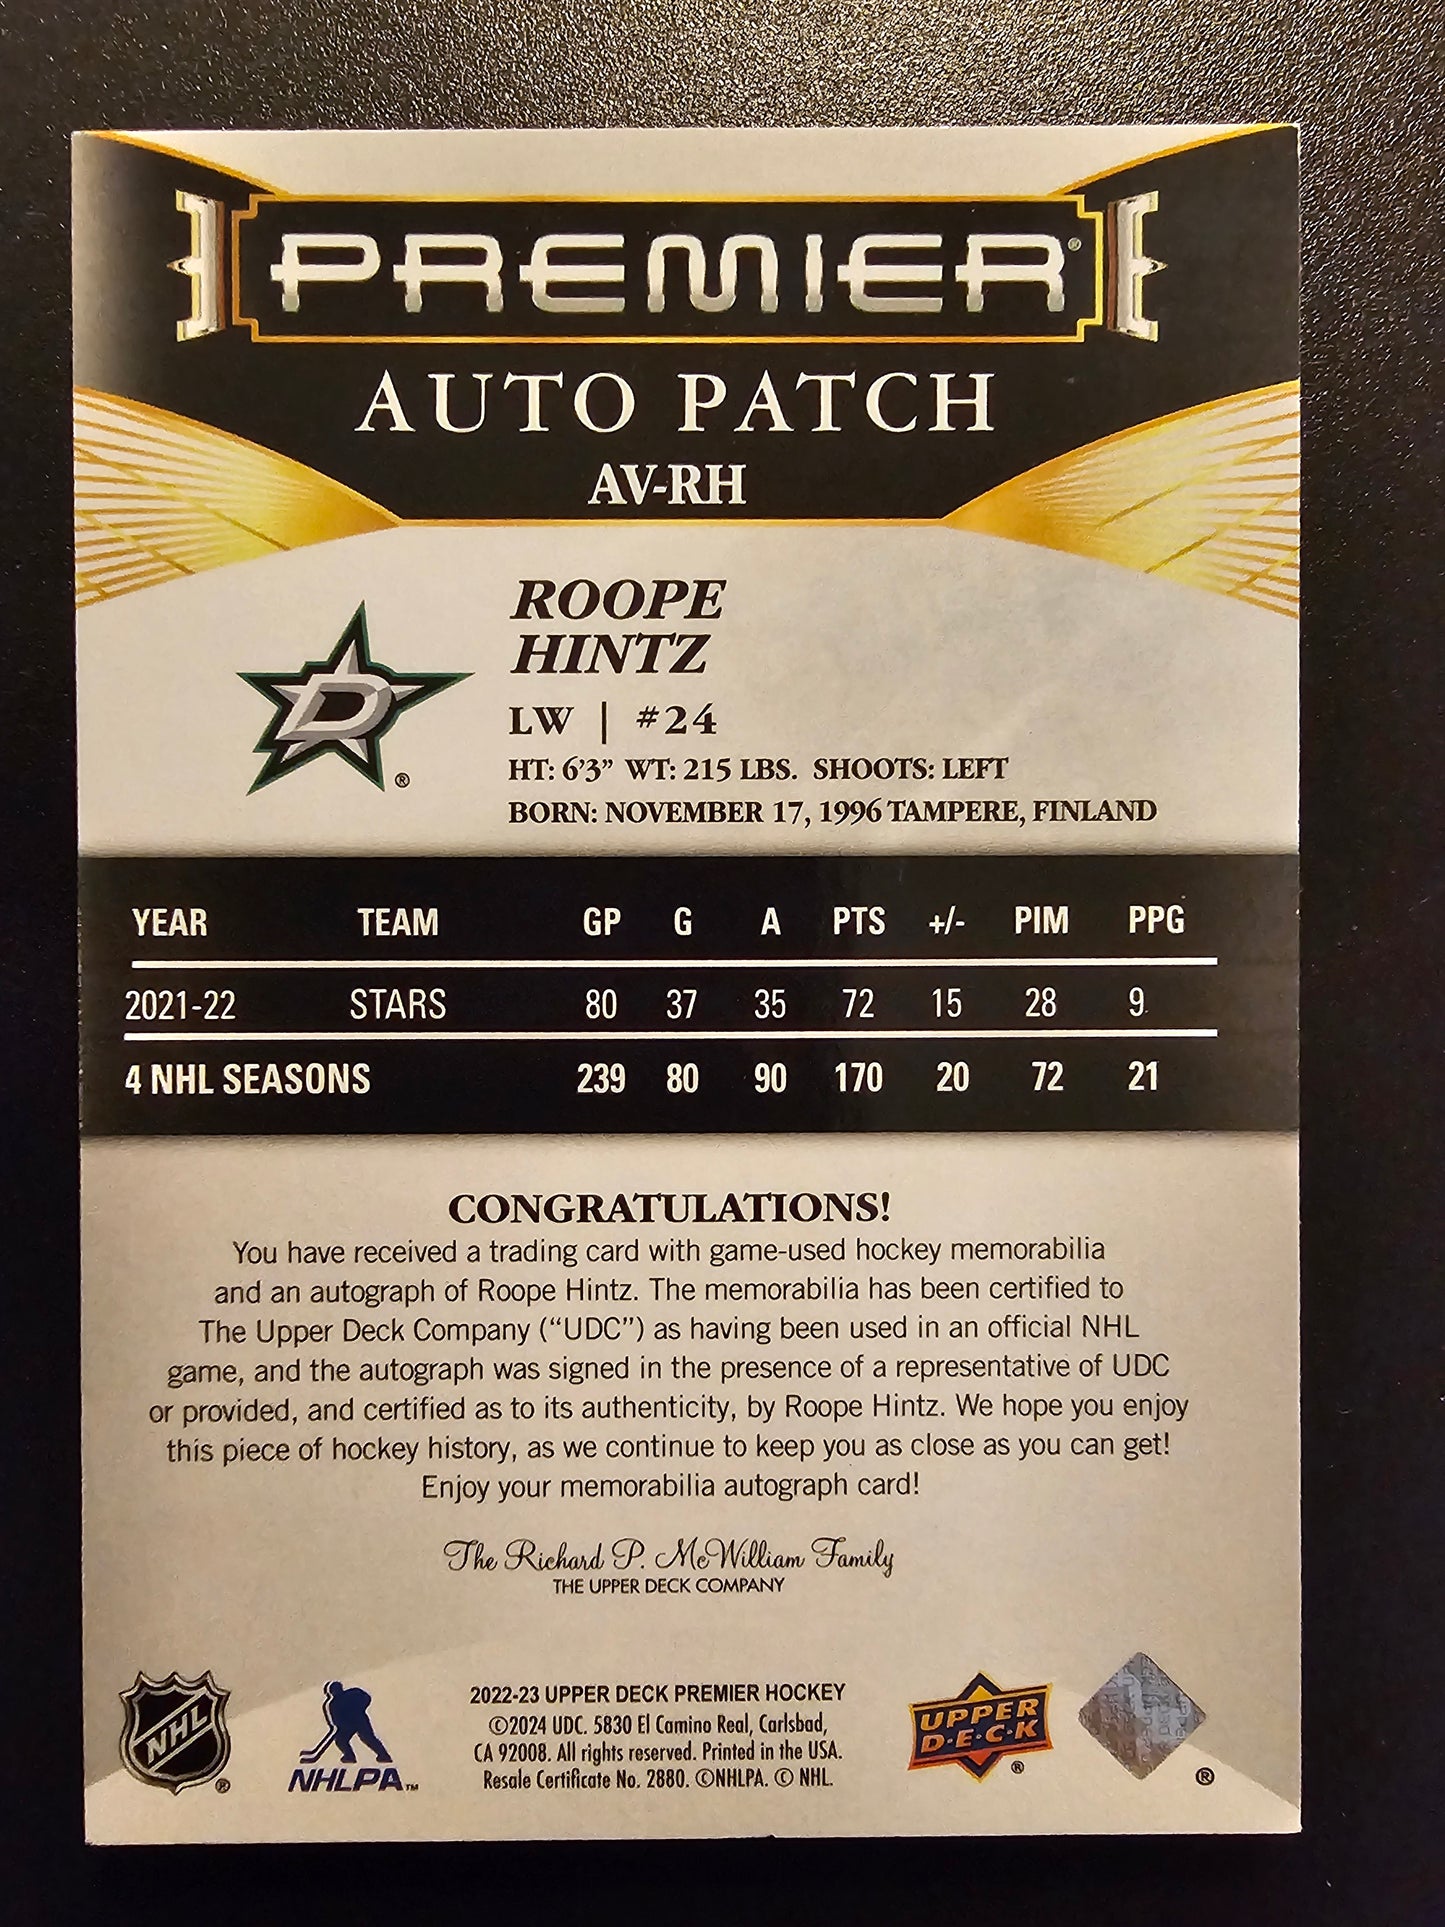 PREMIER®
AUTO PATCH
AV-RH
ROOPE
HINTZ
D ®
LW | #24
HT: 6'3” WT: 215 LBS. SHOOTS: LEFT
BORN: NOVEMBER 17, 1996 TAMPERE, FINLAND
YEAR TEAM GP G A PTS +/- PIM PPG
2021-22 STARS 80 37 35 72 15 28 9
4 NHL SEASONS 239 80 90 170 20 72 21
CONGRATULATIONS!
You have received a trading card with game-used hockey memorabilia
and an autograph of Roope Hintz. The memorabilia has been certified to
The Upper Deck Company (“UDC”) as having been used in an official NHL
game, and the autograph was signed in the presence of a representative of UDC
or provided, and certified as to its authenticity, by Roope Hintz. We hope you enjoy
this piece of hockey history, as we continue to keep you as close as you can get!
Enjoy your memorabilia autograph card!
The Richard P. McWilliam Family
THE UPPER DECK COMPANY
NHL ®
NHLPA™
2022-23 UPPER DECK PREMIER HOCKEY
©2024 UDC. 5830 El Camino Real, Carlsbad,
CA 92008. All rights reserved. Printed in the USA.
Resale Certificate No. 2880. ©NHLPA. © NHL.
UPPER
D·E·C·K ®
®